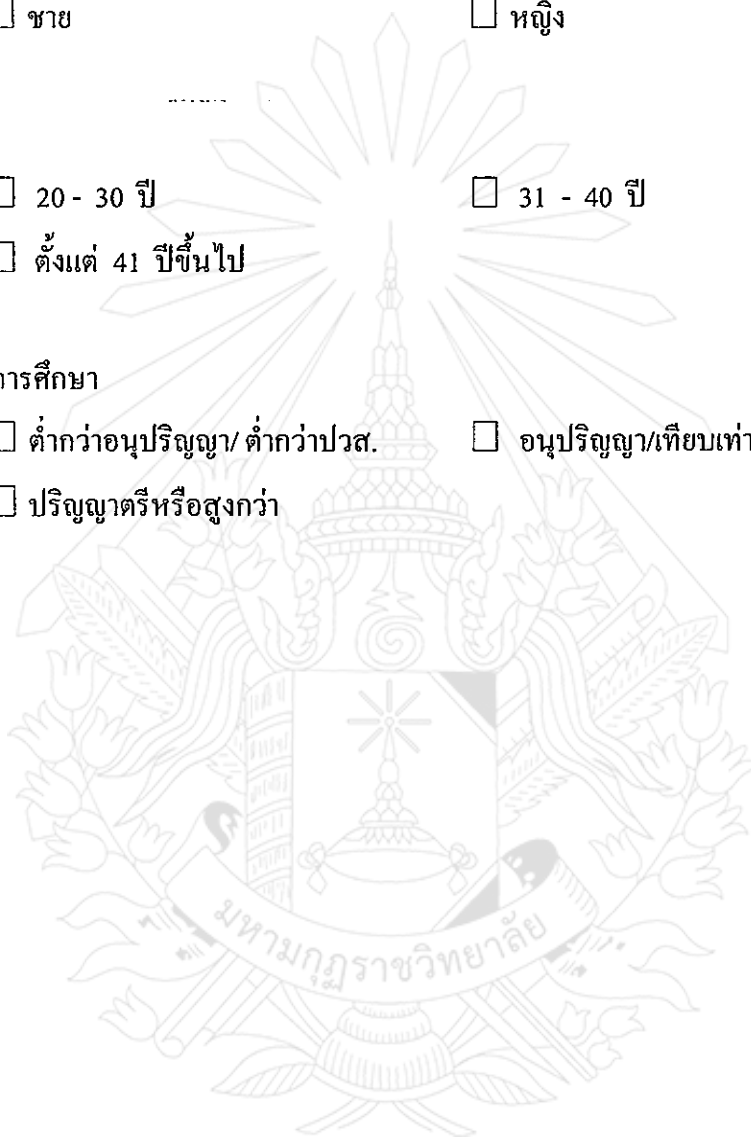 ☐ ชาย ☐ หญิง
☐ 20 - 30 ปี ☐ 31 - 40 ปี
☐ ตั้งแต่ 41 ปีขึ้นไป
การศึกษา
☐ ต่ำกว่าอนุปริญญา/ ต่ำกว่าปวส. ☐ อนุปริญญา/เทียบเท่า
☐ ปริญญาตรีหรือสูงกว่า
มหามกุฏราชวิทยาลัย